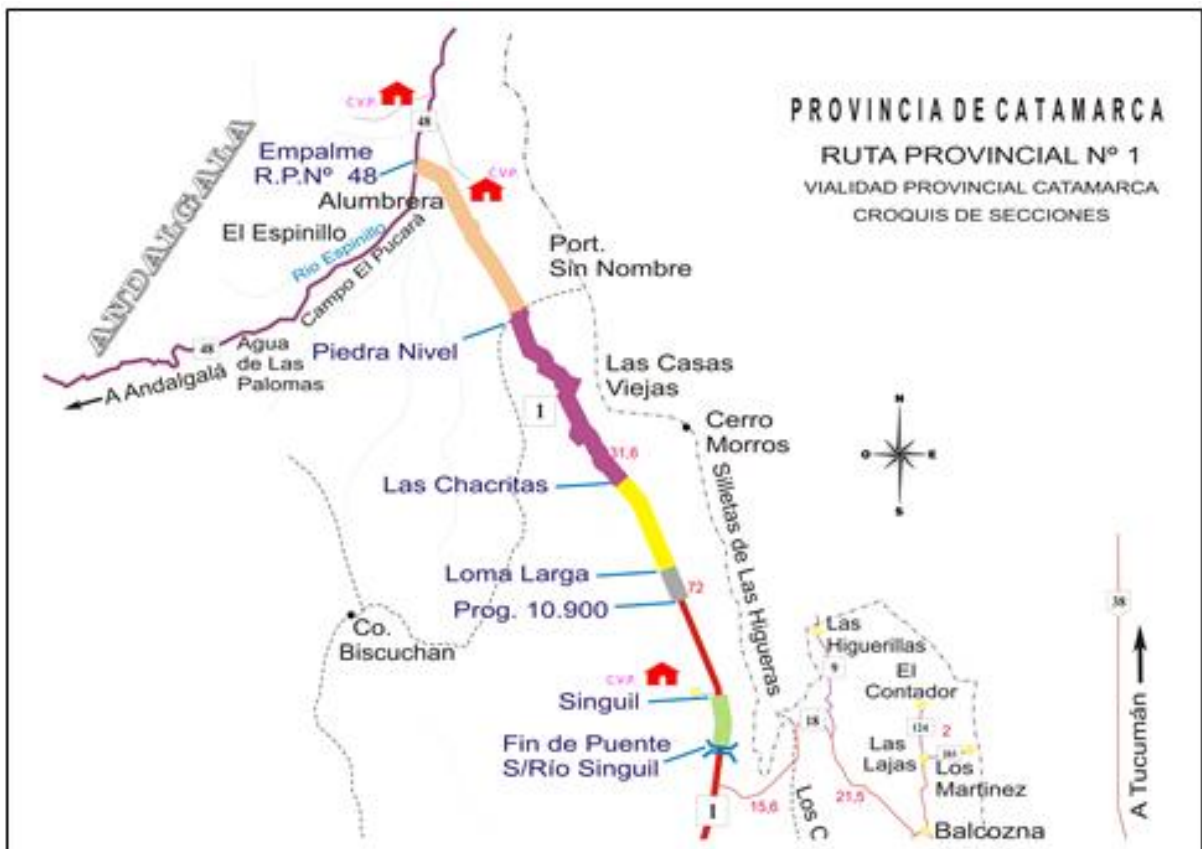 PROVINCIA DE CATAMARCA
RUTA PROVINCIAL Nº 1
VIALIDAD PROVINCIAL CATAMARCA
CROQUIS DE SECCIONES
C.V.P.
48
Empalme
R.P.Nº 48
C.V.P.
Alumbrera
ANDALGALA
El Espinillo
Rio Espinillo
Campo El Pucará
Port.
Sin Nombre
48
Agua
de Las
Palomas
A Andalgalá
Piedra Nivel
Las Casas
Viejas
1
Cerro
Morros
N
O
E
S
31,6
Las Chacritas
Silletas de Las Higueras
Loma Larga
72
Prog. 10.900
38
A Tucumán
Co.
Biscuchan
Las
Higuerillas
9
El
Contador
C.V.P.
Singuil
18
124
2
Fin de Puente
S/Río Singuil
Las
Lajas
Los
Martinez
1
15,6
Los C
21,5
Balcozna